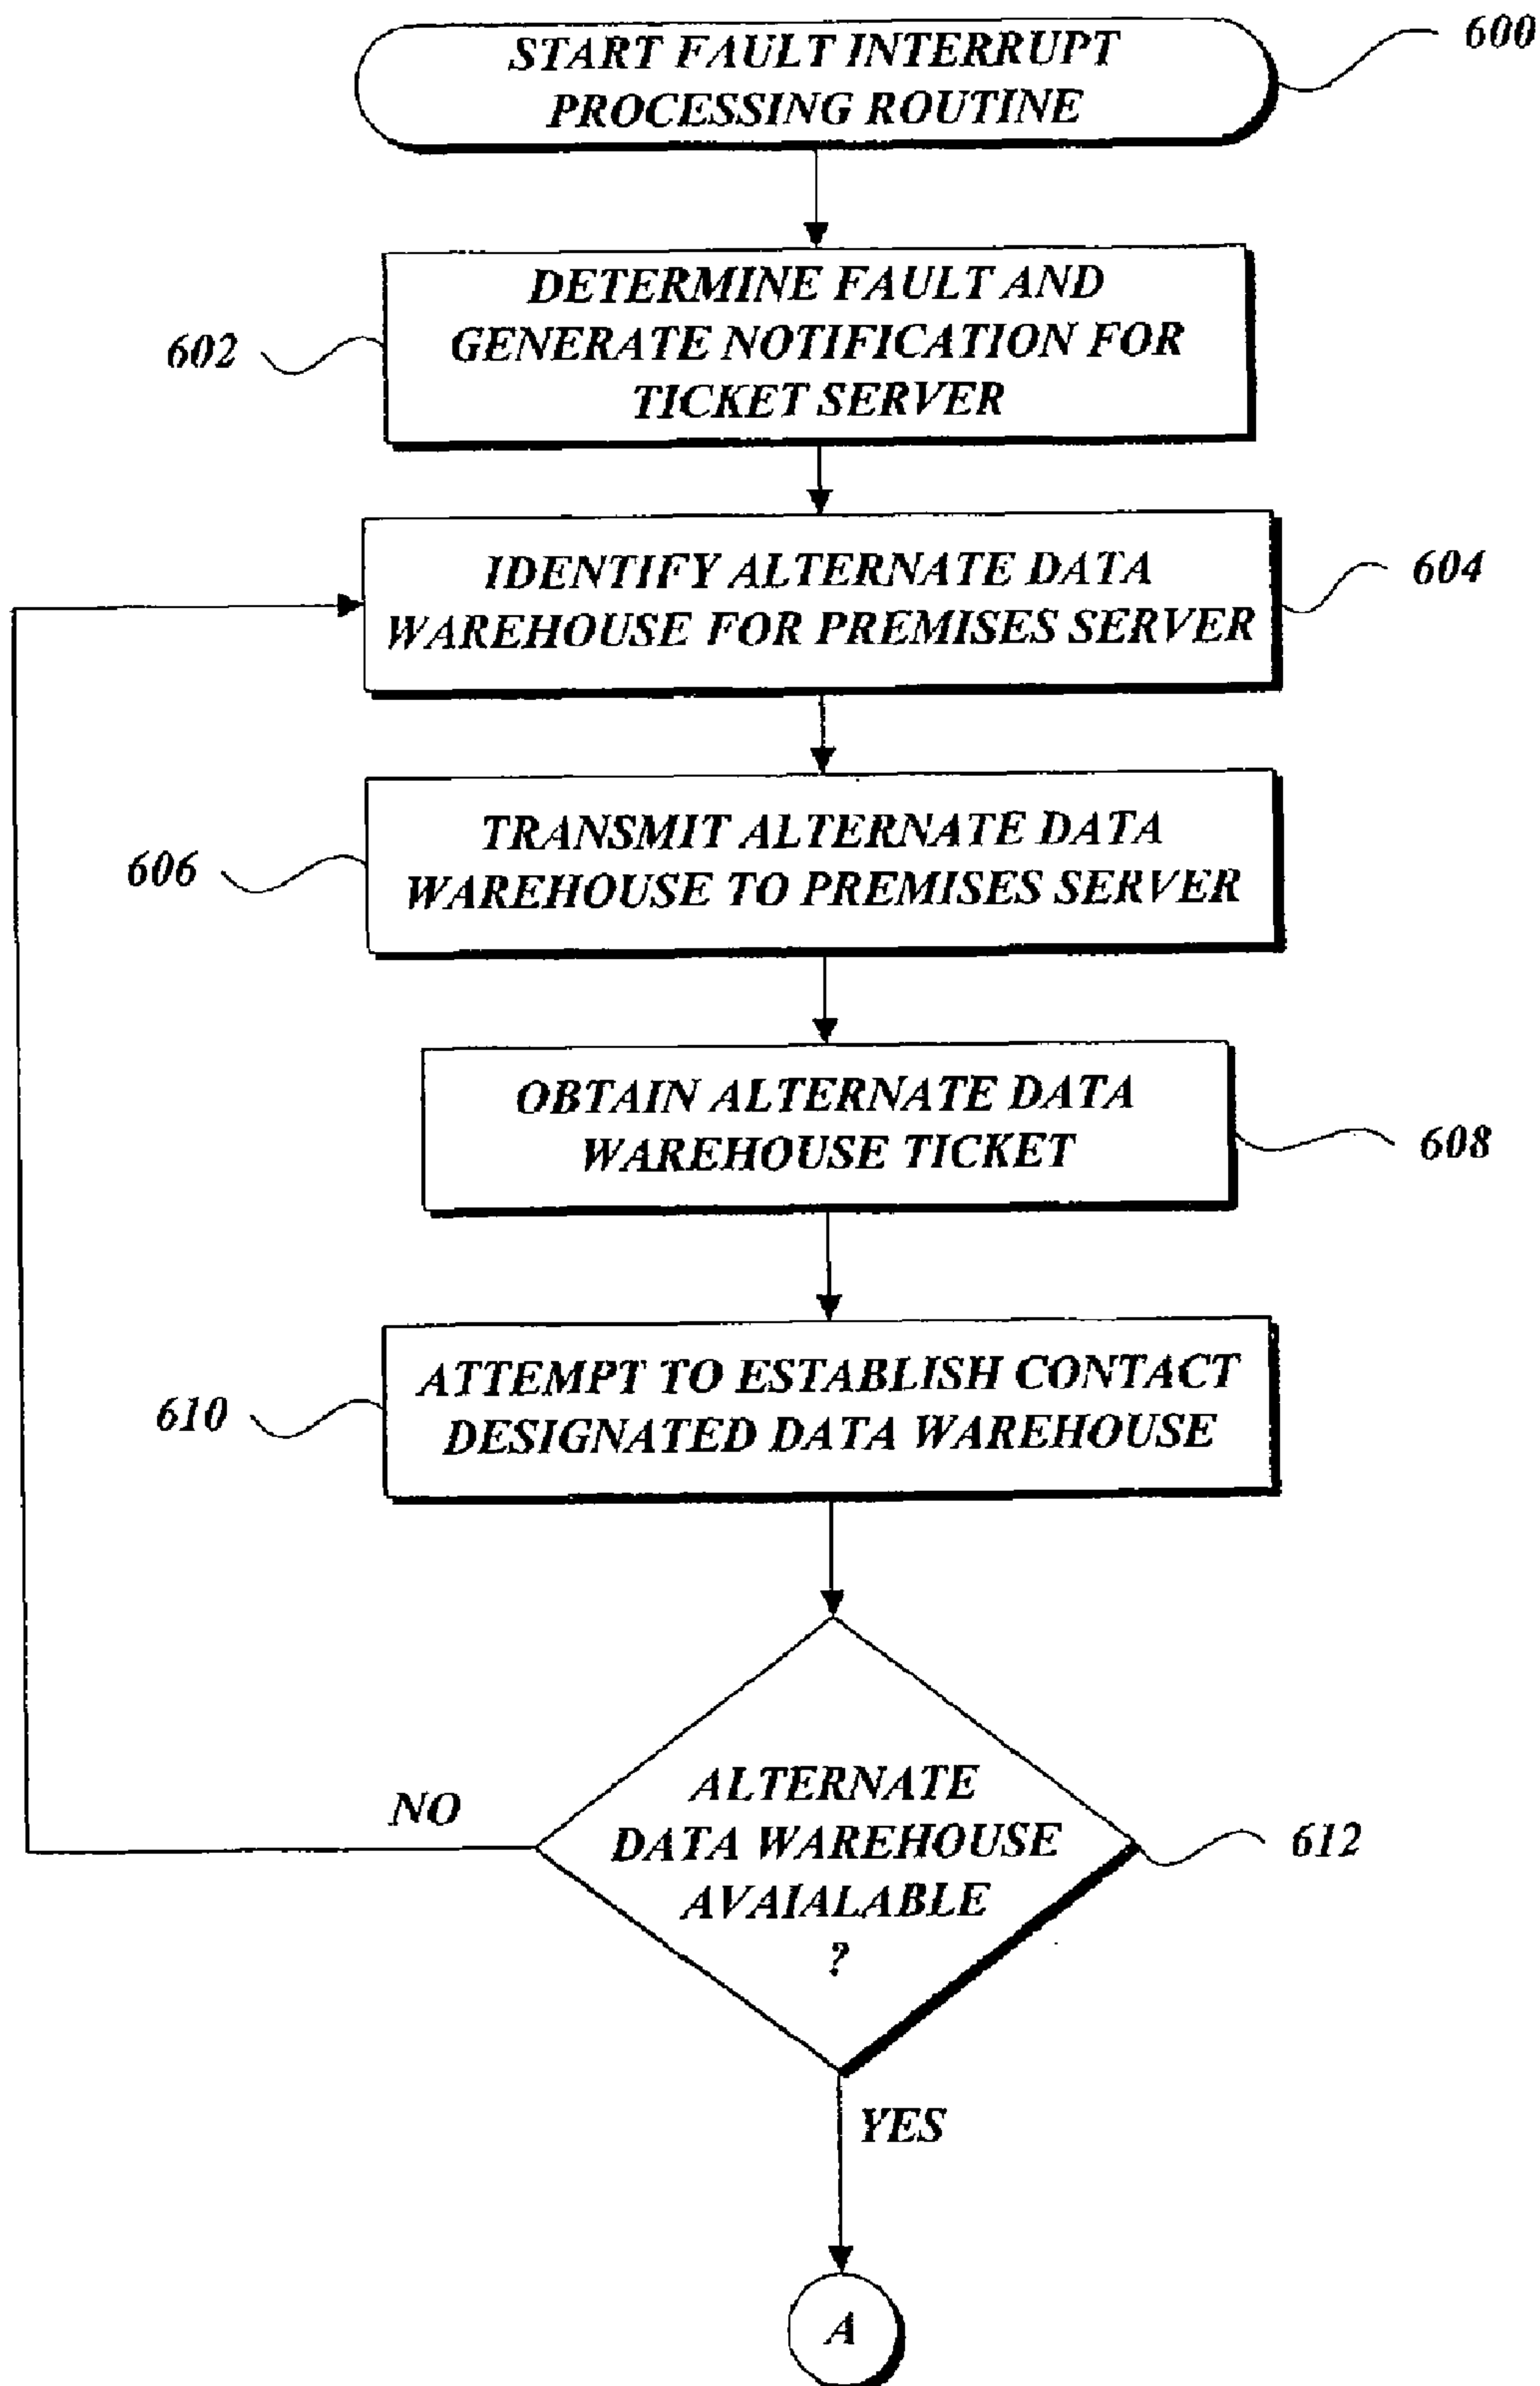 START FAULT INTERRUPT
PROCESSING ROUTINE
600
DETERMINE FAULT AND
GENERATE NOTIFICATION FOR
TICKET SERVER
602
IDENTIFY ALTERNATE DATA
WAREHOUSE FOR PREMISES SERVER
604
TRANSMIT ALTERNATE DATA
WAREHOUSE TO PREMISES SERVER
606
OBTAIN ALTERNATE DATA
WAREHOUSE TICKET
608
ATTEMPT TO ESTABLISH CONTACT
DESIGNATED DATA WAREHOUSE
610
ALTERNATE
DATA WAREHOUSE
AVAIALABLE
?
612
NO
YES
A